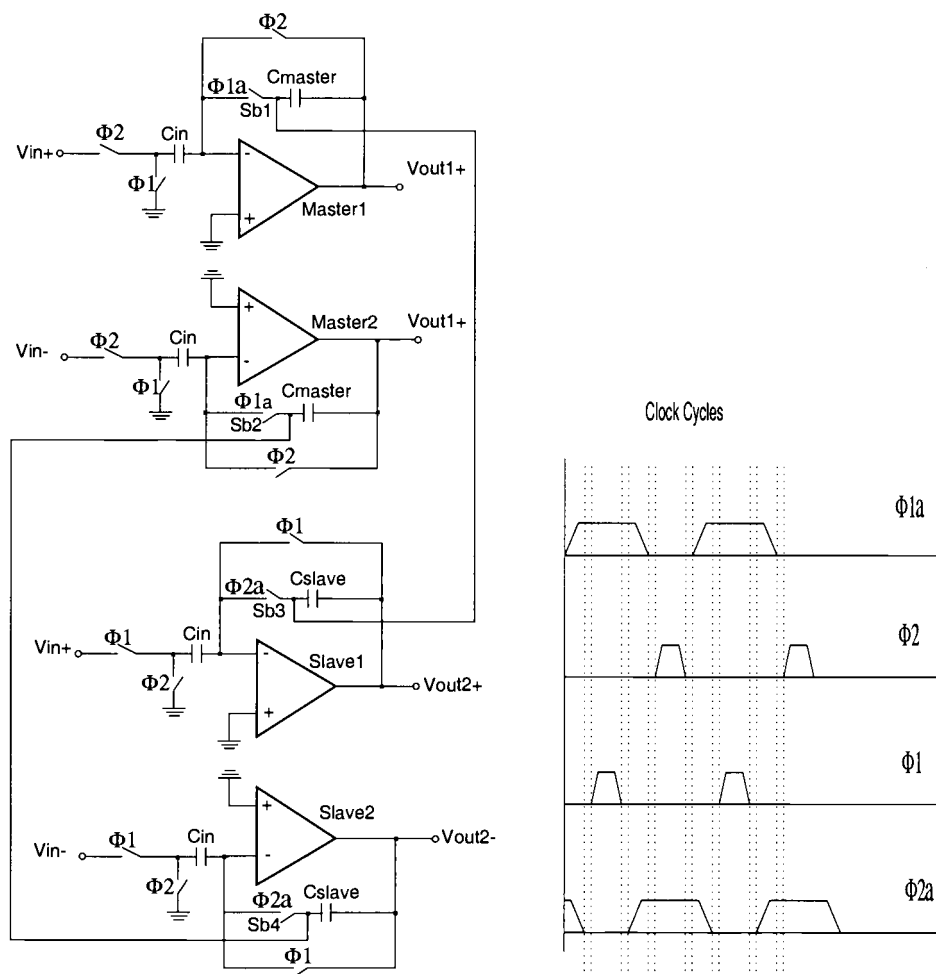 Φ2
Cmaster
Φ1a
Sb1
Vin+
Φ2
Cin
Φ1
-
+
Master1
Vout1+
+
-
Master2
Vout1+
Vin-
Φ2
Cin
Φ1
Cmaster
Φ1a
Sb2
Φ2
Φ1
Cslave
Φ2a
Sb3
Vin+
Φ1
Cin
Φ2
-
+
Slave1
Vout2+
+
-
Slave2
Vout2-
Vin-
Φ1
Cin
Φ2
Cslave
Φ2a
Sb4
Φ1
Clock Cycles
Φ1a
Φ2
Φ1
Φ2a